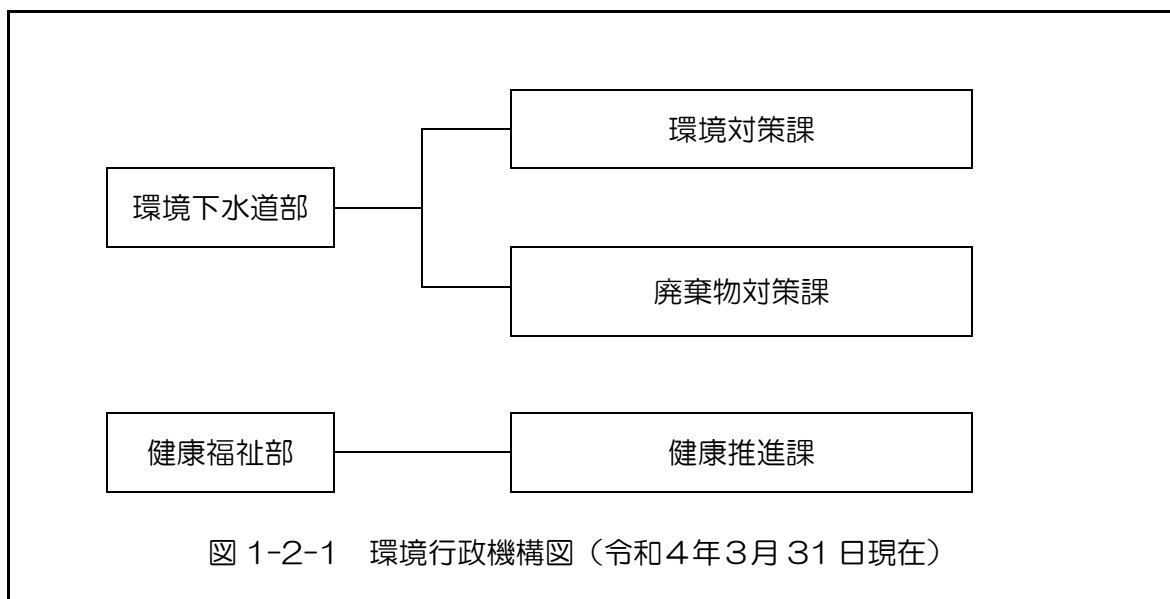 環境対策課
環境下水道部
廃棄物対策課
健康福祉部
健康推進課
図 1-2-1　環境行政機構図（令和４年３月 31 日現在）